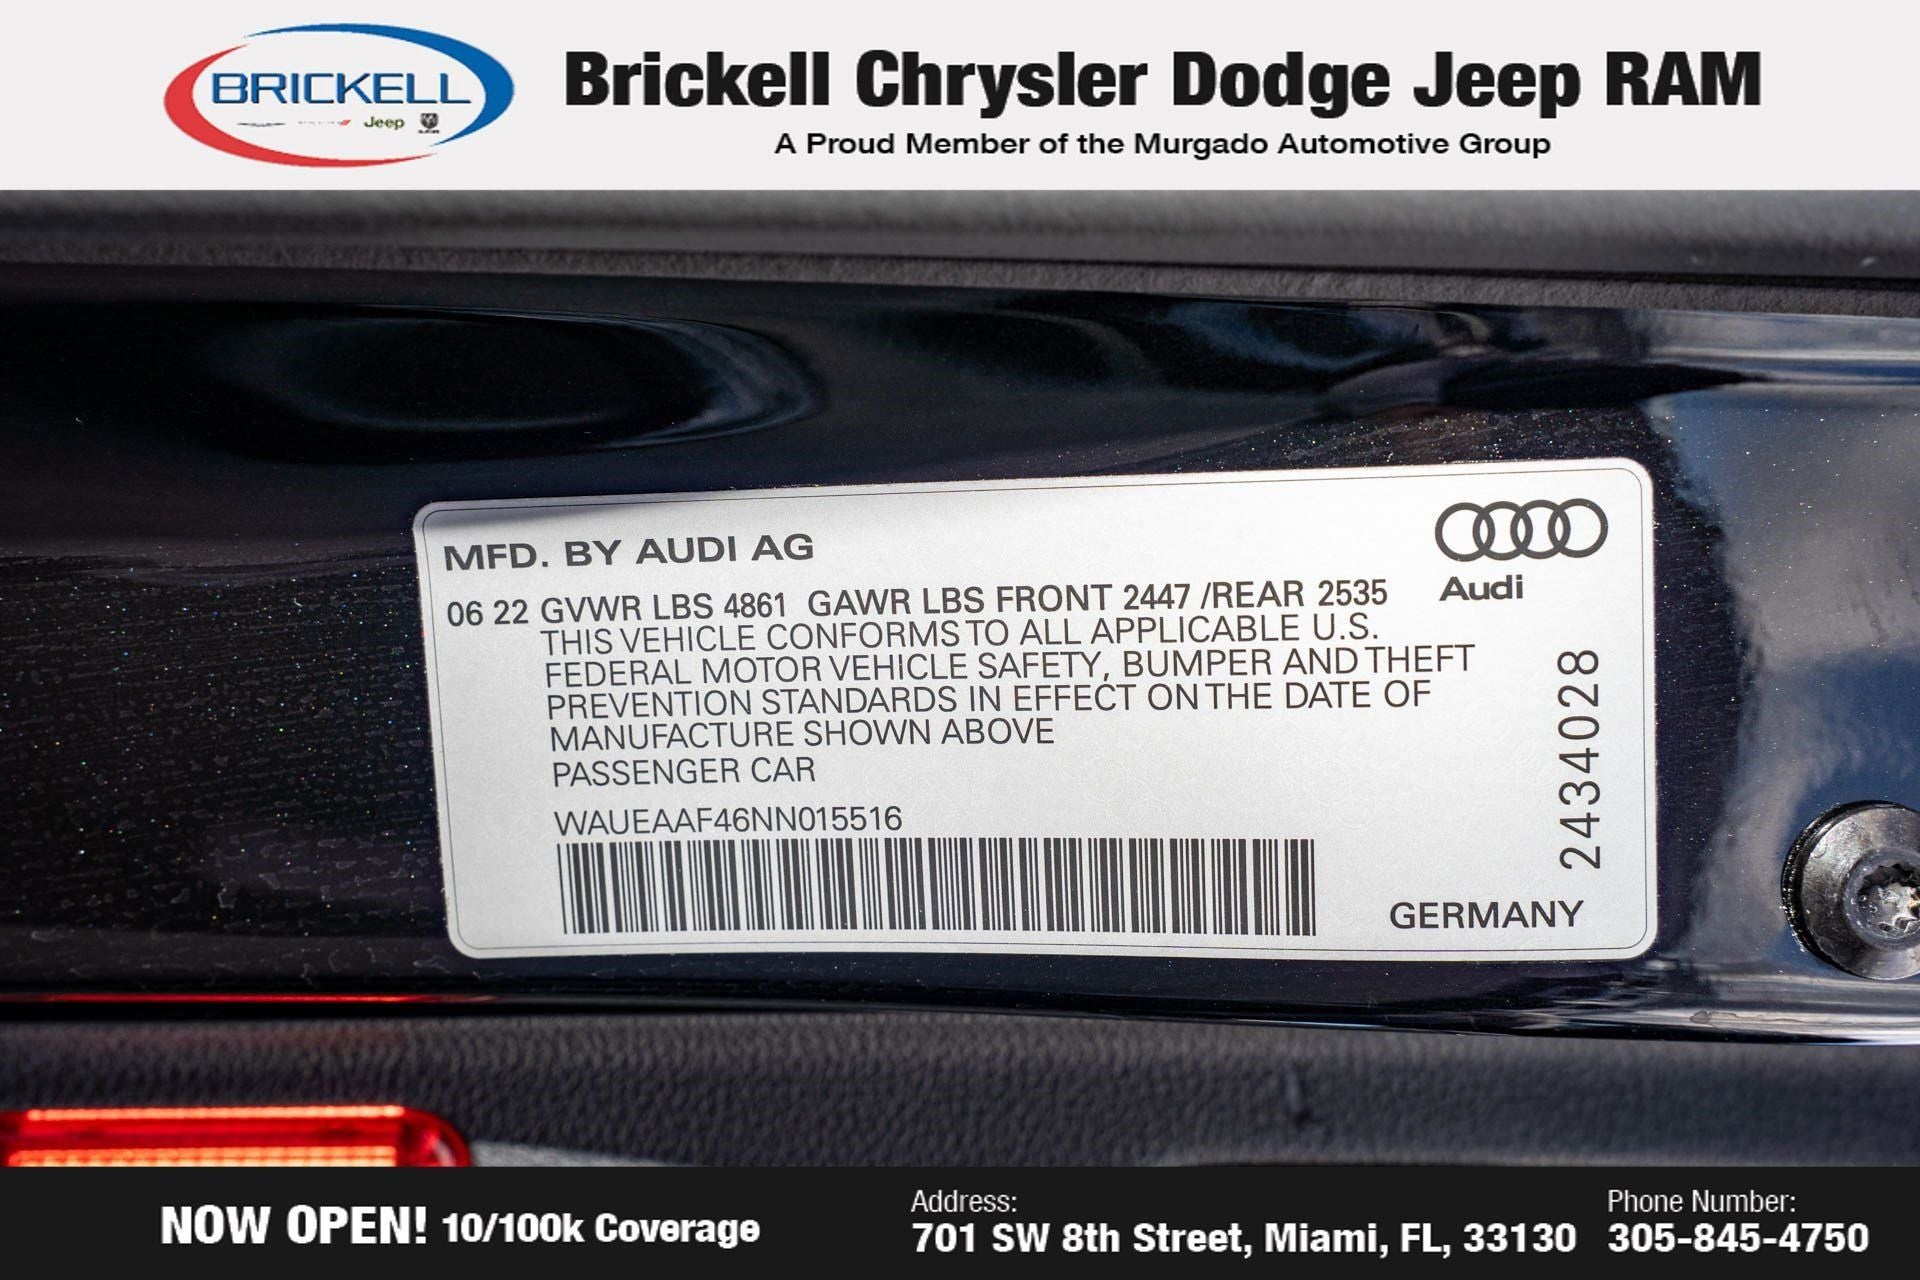 BRICKELL
Jeep
RAM
Brickell Chrysler Dodge Jeep RAM
A Proud Member of the Murgado Automotive Group
MFD. BY AUDI AG
Audi
06 22 GVWR LBS 4861 GAWR LBS FRONT 2447 /REAR 2535
THIS VEHICLE CONFORMS TO ALL APPLICABLE U.S.
FEDERAL MOTOR VEHICLE SAFETY, BUMPER AND THEFT
PREVENTION STANDARDS IN EFFECT ON THE DATE OF
MANUFACTURE SHOWN ABOVE
PASSENGER CAR
WAUEAAF46NN015516
2434028
GERMANY
NOW OPEN! 10/100k Coverage
Address:
701 SW 8th Street, Miami, FL, 33130
Phone Number:
305-845-4750